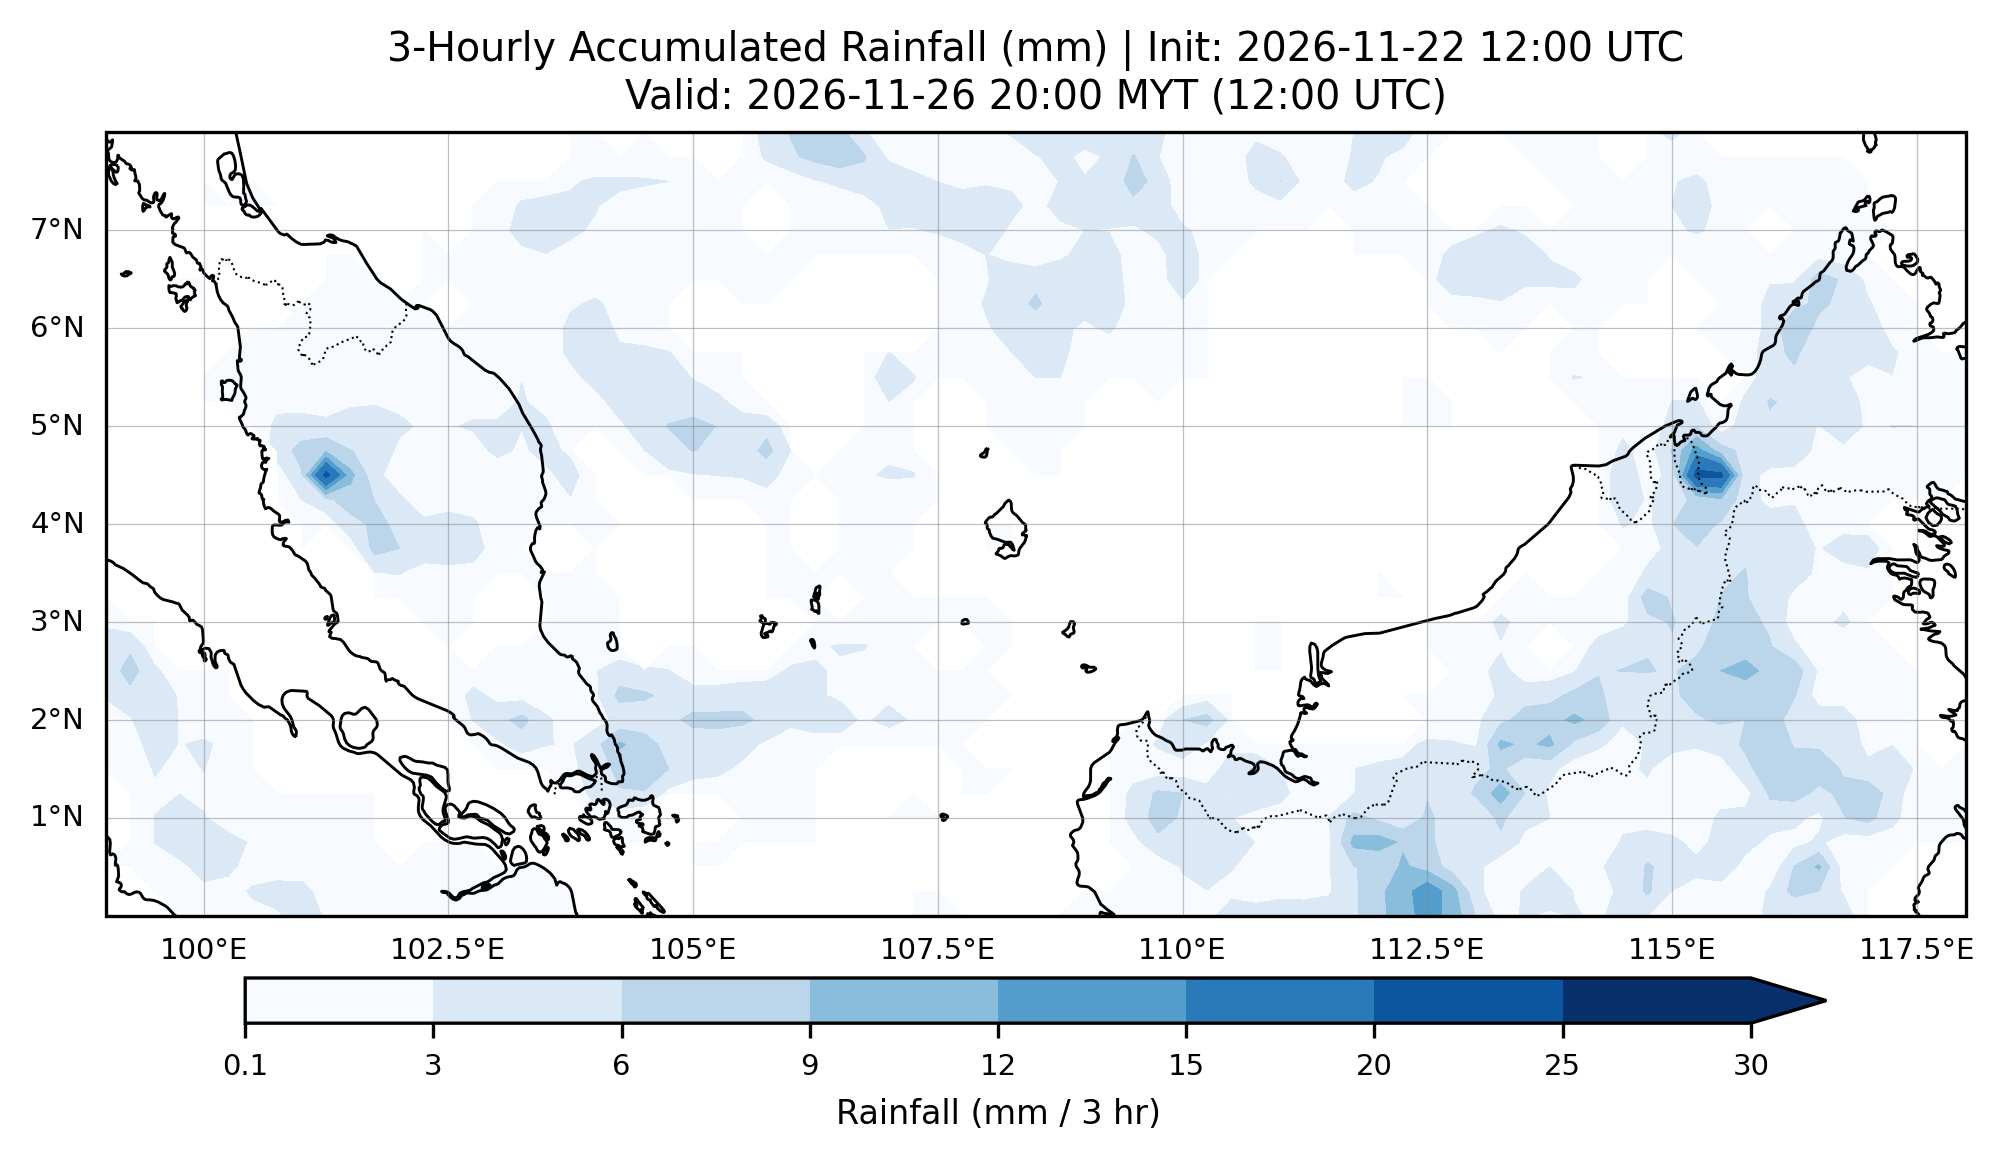 3-Hourly Accumulated Rainfall (mm) | Init: 2026-11-22 12:00 UTC
Valid: 2026-11-26 20:00 MYT (12:00 UTC)
7°N
6°N
5°N
4°N
3°N
2°N
1°N
100°E 102.5°E 105°E 107.5°E 110°E 112.5°E 115°E 117.5°E
0.1 3 6 9 12 15 20 25 30
Rainfall (mm / 3 hr)